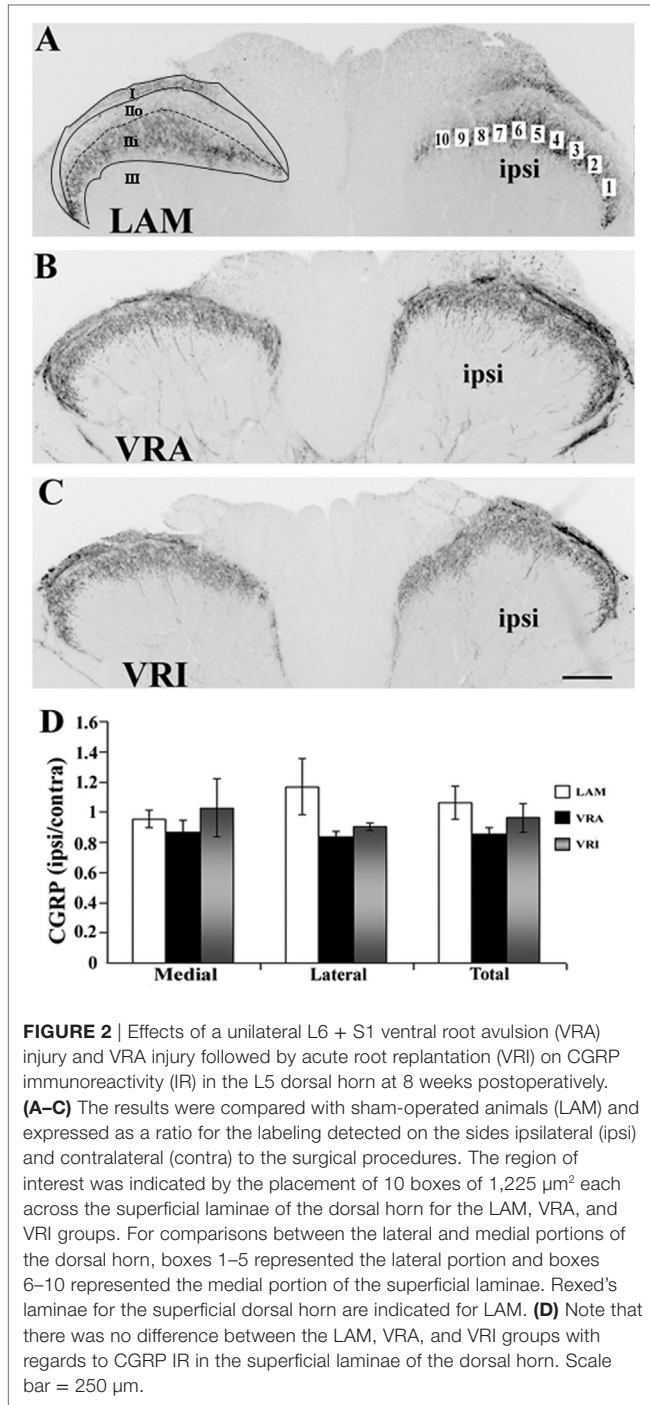 A
I
IIo
IIi
III
LAM
10 9 8 7 6 5 4 3 2 1
ipsi
B
ipsi
VRA
C
ipsi
VRI
D
CGRP (ipsi/contra)
1.6
1.4
1.2
1
0.8
0.6
0.4
0.2
0
Medial Lateral Total
LAM
VRA
VRI
FIGURE 2 | Effects of a unilateral L6 + S1 ventral root avulsion (VRA)
injury and VRA injury followed by acute root replantation (VRI) on CGRP
immunoreactivity (IR) in the L5 dorsal horn at 8 weeks postoperatively.
(A–C) The results were compared with sham-operated animals (LAM) and
expressed as a ratio for the labeling detected on the sides ipsilateral (ipsi)
and contralateral (contra) to the surgical procedures. The region of
interest was indicated by the placement of 10 boxes of 1,225 μm² each
across the superficial laminae of the dorsal horn for the LAM, VRA, and
VRI groups. For comparisons between the lateral and medial portions of
the dorsal horn, boxes 1–5 represented the lateral portion and boxes
6–10 represented the medial portion of the superficial laminae. Rexed's
laminae for the superficial dorsal horn are indicated for LAM. (D) Note that
there was no difference between the LAM, VRA, and VRI groups with
regards to CGRP IR in the superficial laminae of the dorsal horn. Scale
bar = 250 μm.